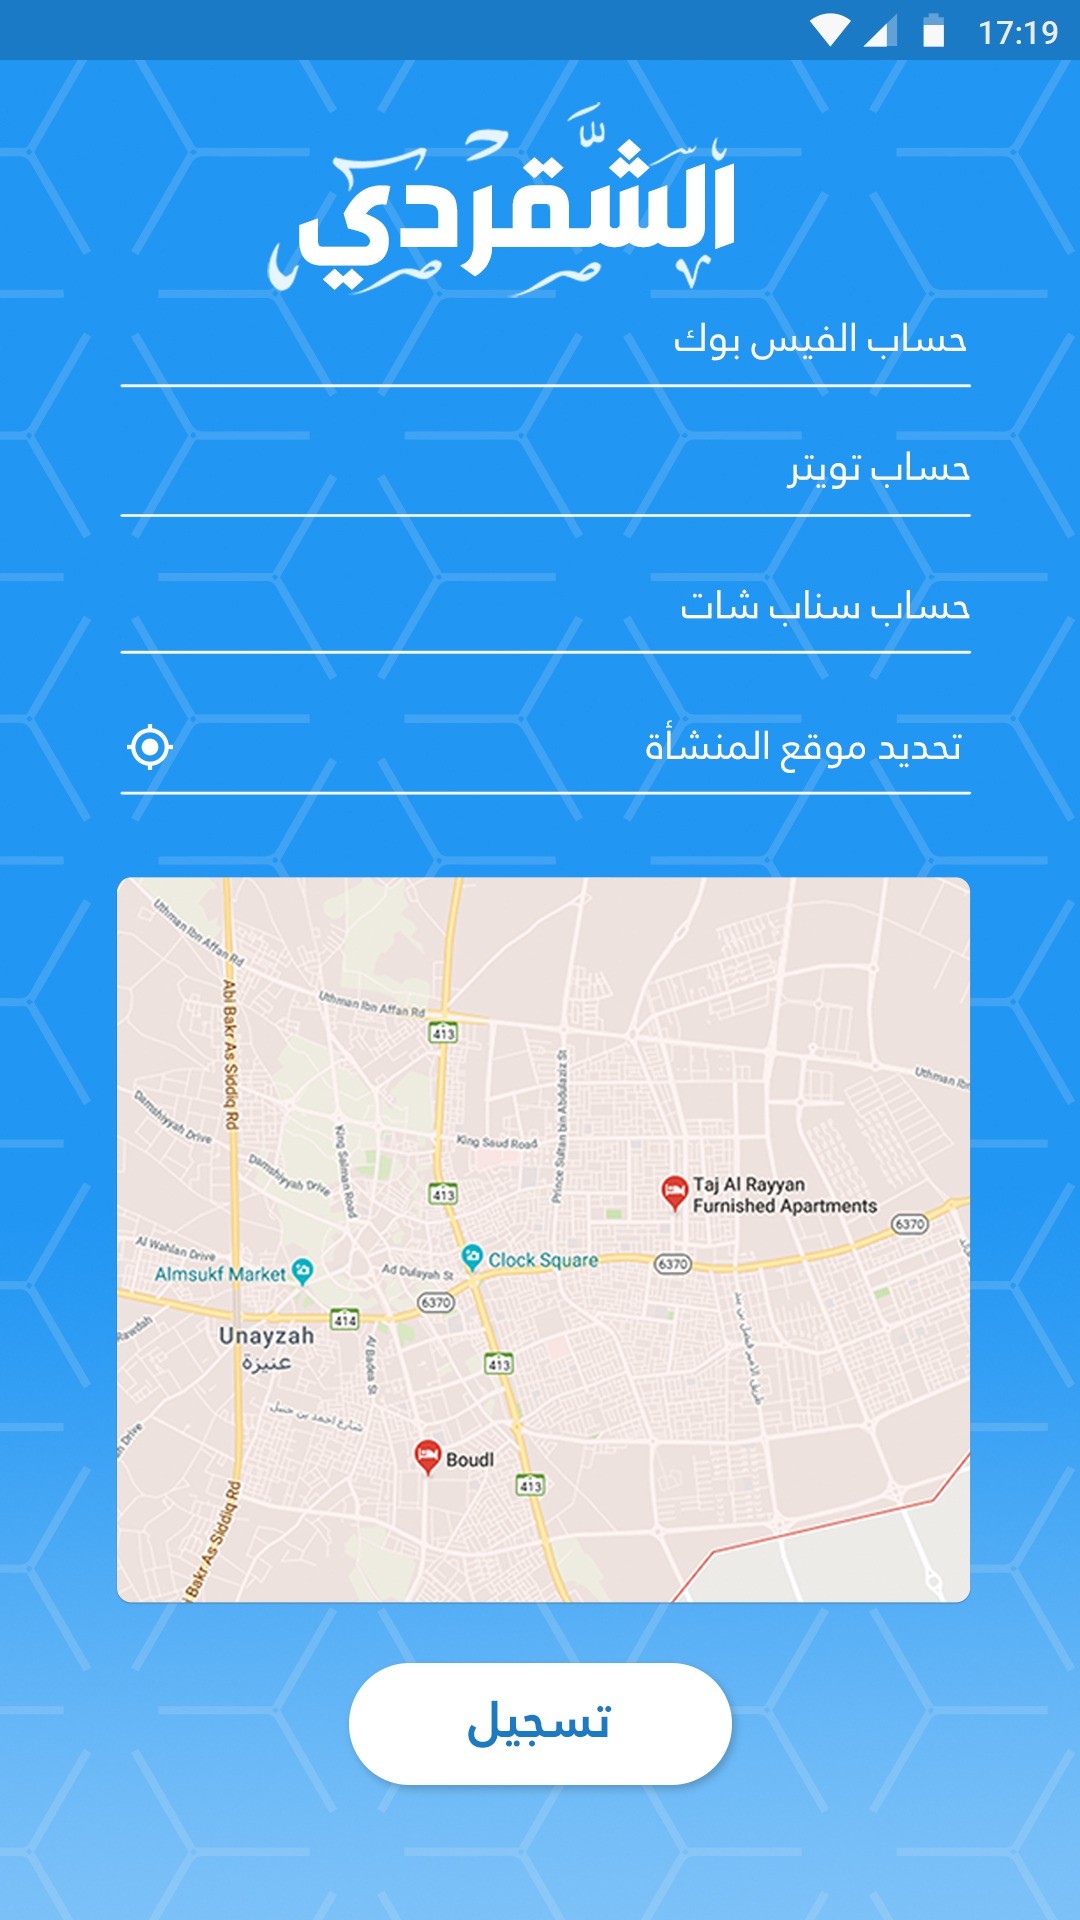 17:19
الشقردي
حساب الفيس بوك
حساب تويتر
حساب سناب شات
تحديد موقع المنشأة
Uthman Ibn Affan Rd
Abi Bakr As Siddiq Rd
Uthman Ibn Affan Rd
413
Uthman Ibn
Damshiyyah Drive
King Salman Road
King Saud Road
Prince Sultan bin Abdulaziz St
Damshiyyah Drive
413
Taj Al Rayyan
Furnished Apartments
6370
Al Wahlan Drive
Almsukf Market
Ad Dulayah St
Clock Square
6370
6370
414
Rawdah
Unayzah
عنيزة
Al Badea St
413
طريق الامير فيصل بن
شارع احمد بن حنبل
h Drive
Boudl
413
i Bakr As Siddiq Rd
تسجيل